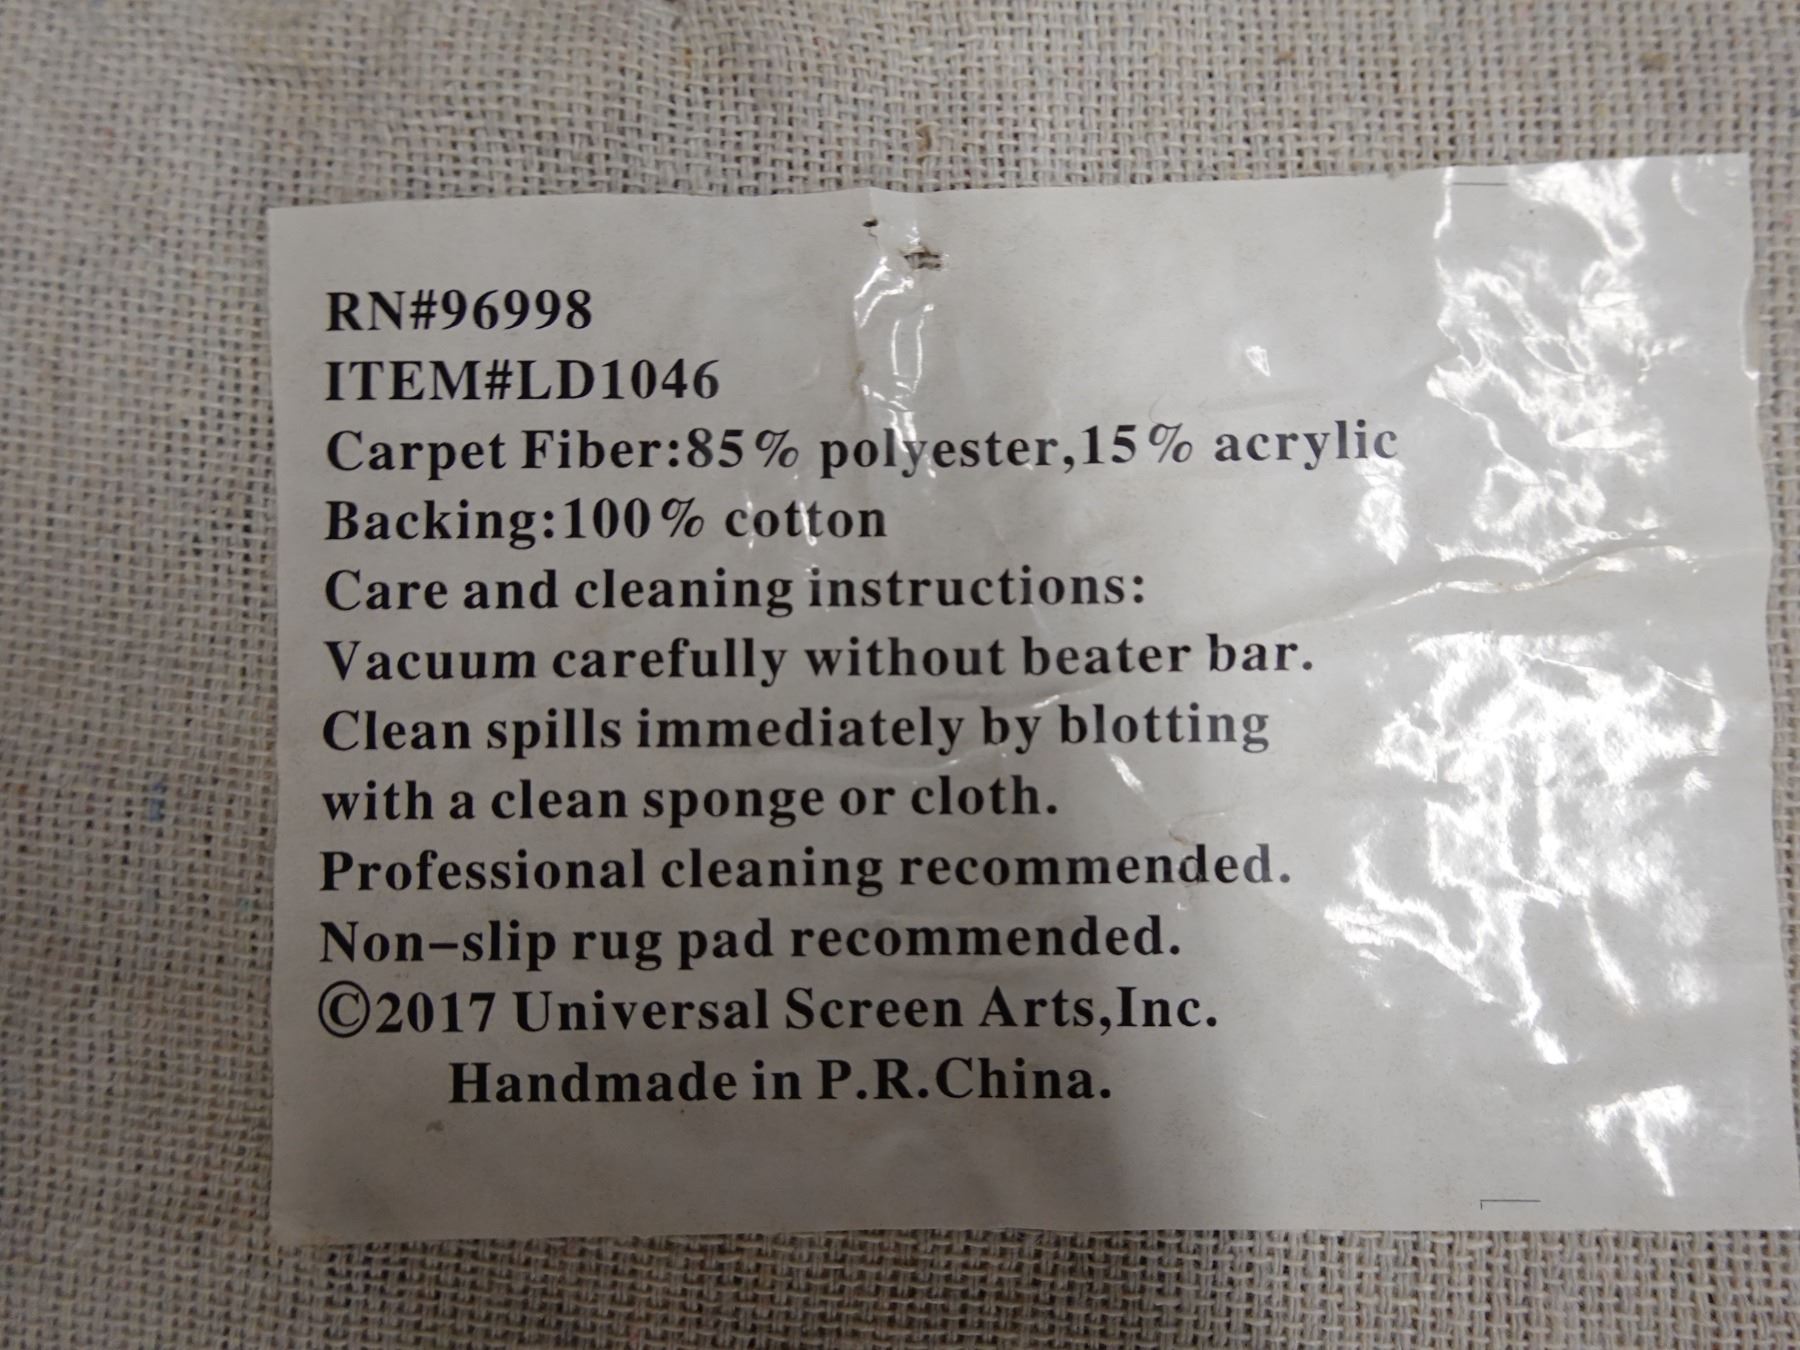 RN#96998
ITEM#LD1046
Carpet Fiber:85% polyester,15% acrylic
Backing:100% cotton
Care and cleaning instructions:
Vacuum carefully without beater bar.
Clean spills immediately by blotting
with a clean sponge or cloth.
Professional cleaning recommended.
Non-slip rug pad recommended.
©2017 Universal Screen Arts,Inc.
Handmade in P.R.China.